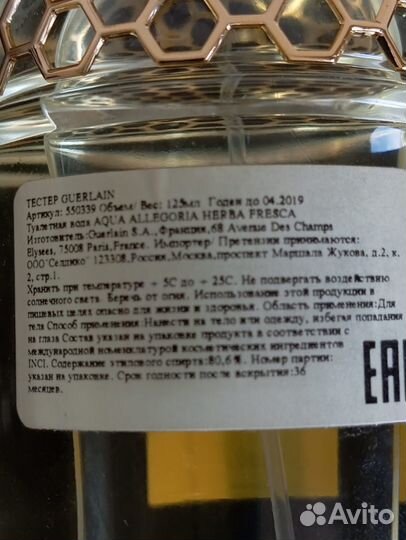 ТЕСТЕР GUERLAIN
Артикул: 550339 Объем/ Вес: 125мл Годен до 04.2019
Туалетная вода AQUA ALLEGORIA HERBA FRESCA
Изготовитель:Guerlain S.A.,Франция,68 Avenue Des Champs
Elysees, 75008 Paris,France. Импортер/ Претензии принимаются:
ООО "Селдико" 123308,Россия,Москва,проспект Маршала Жукова, д.2, к.
2, стр.1.
Хранить при температуре + 5С до + 25С. Не подвергать воздействию
солнечного света. Беречь от огня. Использование этой продукции в
пищевых целях опасно для жизни и здоровья. Область применения:Для
тела Способ применения:Нанести на тело или одежду, избегая попадания
на глаза Состав указан на упаковке продукта в соответствии с
международной номенклатурой косметических ингредиентов
INCI. Содержание этилового спирта:80,6%. Номер партии:
указан на упаковке. Срок годности после вскрытия:36
месяцев.
EAC
Avito